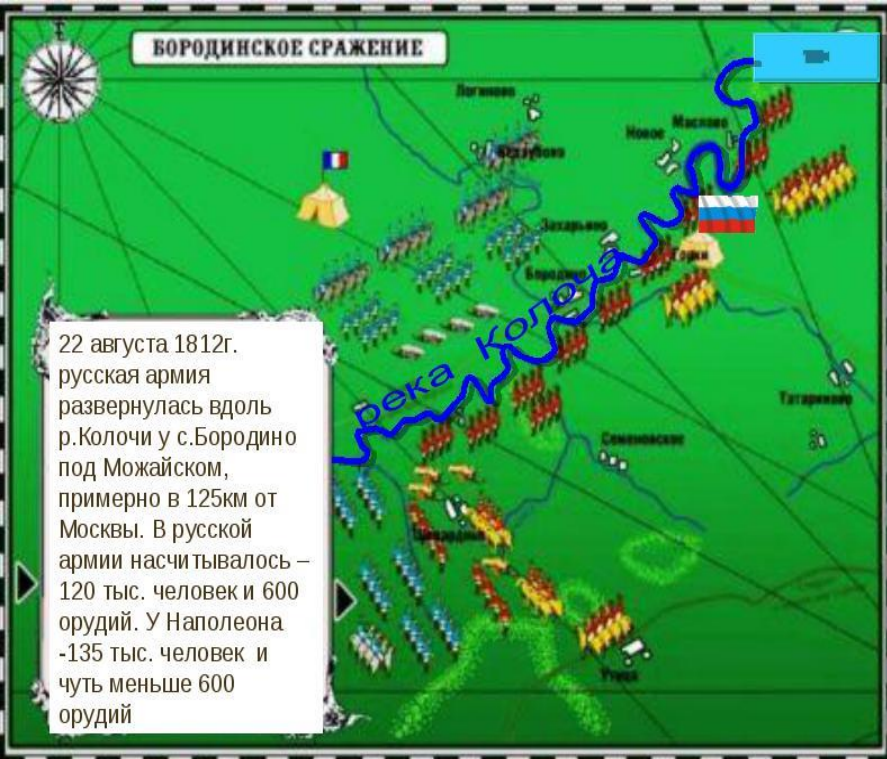 БОРОДИНСКОЕ СРАЖЕНИЕ
Логиново
Беззубово
Новое
Маслово
Захарьино
Бородино
Горки
река Колоча
Татариново
Семеновское
Шевардино
Утица
22 августа 1812г.
русская армия
развернулась вдоль
р.Колочи у с.Бородино
под Можайском,
примерно в 125км от
Москвы. В русской
армии насчитывалось –
120 тыс. человек и 600
орудий. У Наполеона
-135 тыс. человек  и
чуть меньше 600
орудий